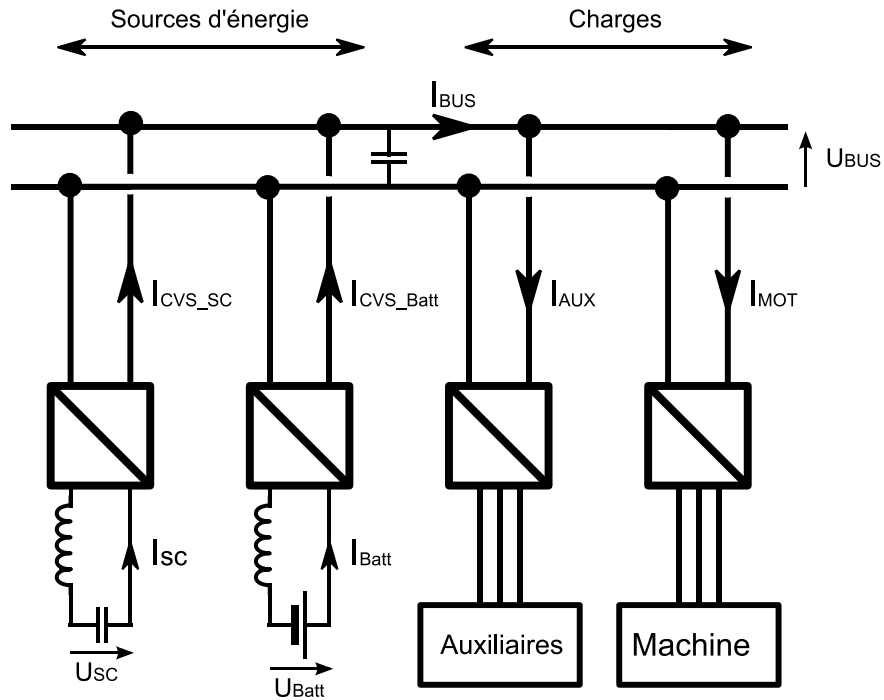 Sources d'énergie
Charges
IBUS
UBUS
ICVS_SC
ICVS_Batt
IAUX
IMOT
Isc
IBatt
Auxiliaires
Machine
USC
UBatt